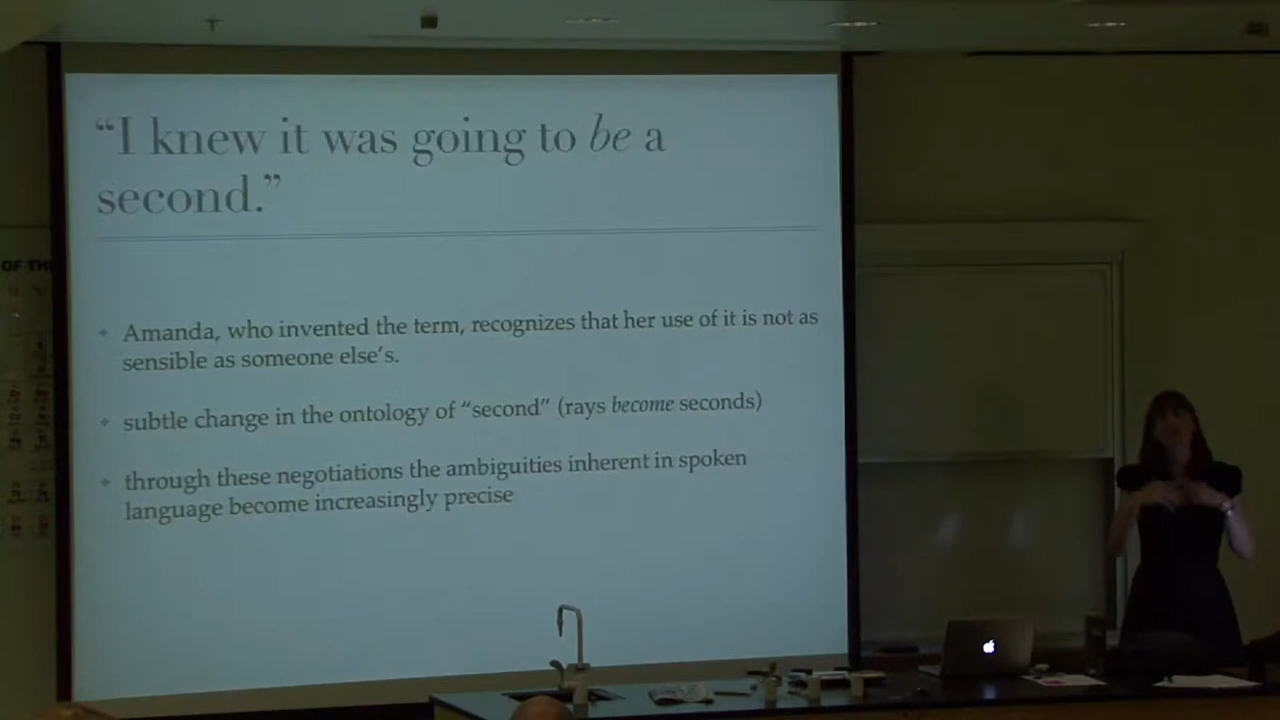 “I knew it was going to be a
second.”
Amanda, who invented the term, recognizes that her use of it is not as
sensible as someone else's.
subtle change in the ontology of “second” (rays become seconds)
through these negotiations the ambiguities inherent in spoken
language become increasingly precise
OF THE